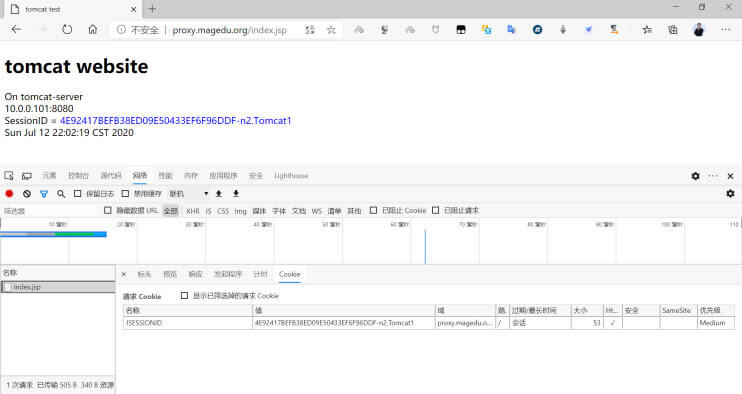 tomcat test
不安全 proxy.magedu.org/index.jsp
tomcat website
On tomcat-server
10.0.0.101:8080
SessionID = 4E92417BEFB38ED09E50433EF6F96DDF-n2.Tomcat1
Sun Jul 12 22:02:19 CST 2020
元素 控制台 源代码 网络 性能 内存 应用程序 安全 Lighthouse
保留日志 禁用缓存 联机
筛选器 隐藏数据 URL 全部 XHR JS CSS Img 媒体 字体 文档 WS 清单 其他 已阻止 Cookie 已阻止请求
10 毫秒 20 毫秒 30 毫秒 40 毫秒 50 毫秒 60 毫秒 70 毫秒 80 毫秒 90 毫秒 100 毫秒 110
名称 标头 预览 响应 发起程序 计时 Cookie
index.jsp
请求 Cookie 显示已筛选掉的请求 Cookie
名称 值 域 路. 过期/最长时间 大小 Ht... 安全 SameSite 优先级
JSESSIONID 4E92417BEFB38ED09E50433EF6F96DDF-n2.Tomcat1 proxy.magedu.o... / 会话 53 ✓ Medium
1 次请求 已传输 505 B 340 B 资源